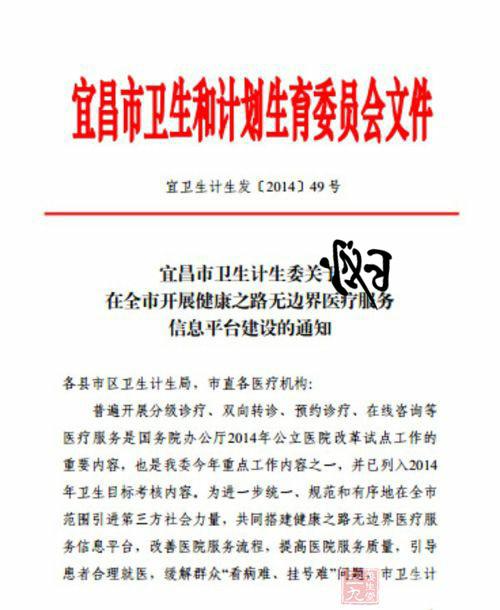 宜昌市卫生和计划生育委员会文件
宜卫生计生发〔2014〕49号
宜昌市卫生计生委关于
在全市开展健康之路无边界医疗服务
信息平台建设的通知
各县市区卫生计生局，市直各医疗机构：
普遍开展分级诊疗、双向转诊、预约诊疗、在线咨询等
医疗服务是国务院办公厅2014年公立医院改革试点工作的
重要内容，也是我委今年重点工作内容之一，并已列入2014
年卫生目标考核内容。为进一步统一、规范和有序地在全市
范围引进第三方社会力量，共同搭建健康之路无边界医疗服
务信息平台，改善医院服务流程，提高医院服务质量，引导
患者合理就医，缓解群众“看病难、挂号难”问题，市卫生计